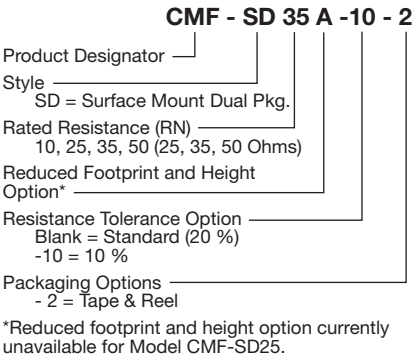 CMF - SD 35 A -10 - 2
Product Designator
Style
SD = Surface Mount Dual Pkg.
Rated Resistance (RN)
10, 25, 35, 50 (25, 35, 50 Ohms)
Reduced Footprint and Height
Option*
Resistance Tolerance Option
Blank = Standard (20 %)
-10 = 10 %
Packaging Options
- 2 = Tape & Reel
*Reduced footprint and height option currently
unavailable for Model CMF-SD25.